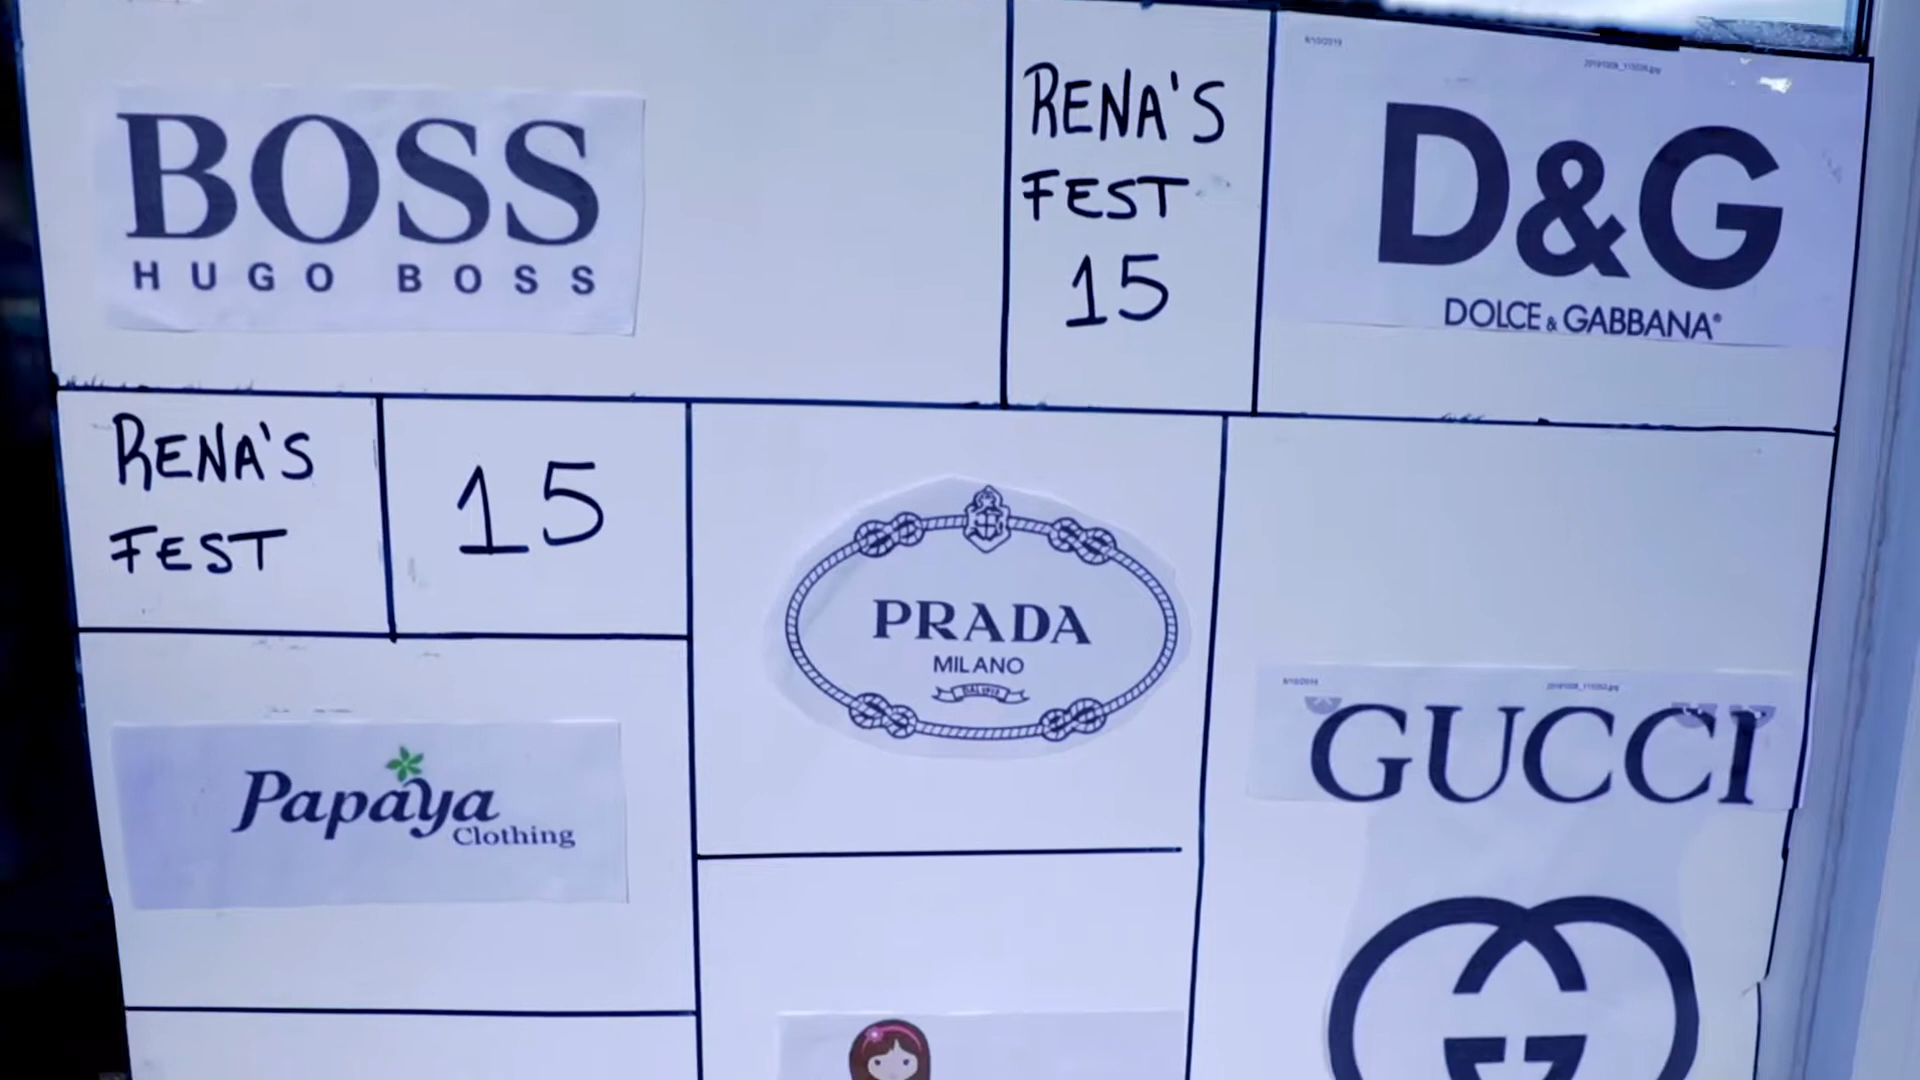 BOSS
HUGO BOSS
RENA'S
FEST
15
D&G
DOLCE & GABBANA®
RENA'S
FEST
15
PRADA
MILANO
Papaya
Clothing
GUCCI